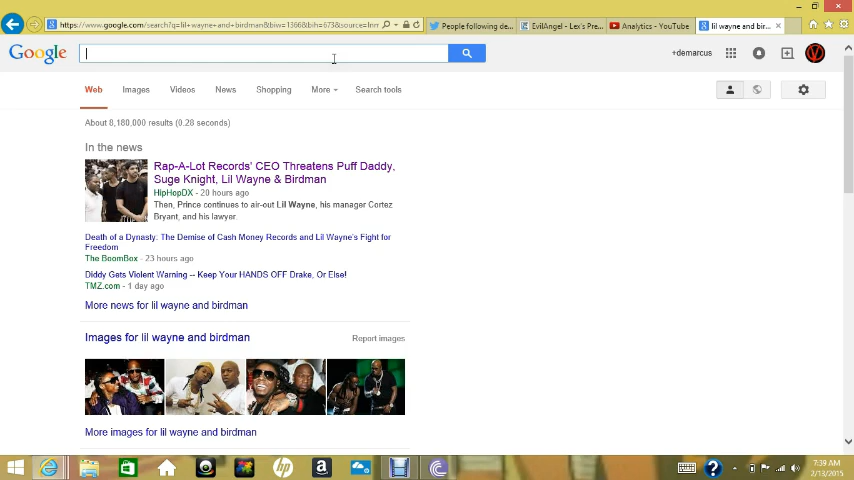 https://www.google.com/search?q=lil+wayne+and+birdman&biw=1366&bih=673&source=lnm
People following de...
EvilAngel - Lex's Pre...
Analytics - YouTube
lil wayne and bir...
Google
+demarcus
Web Images Videos News Shopping More Search tools
About 8,180,000 results (0.28 seconds)
In the news
Rap-A-Lot Records' CEO Threatens Puff Daddy,
Suge Knight, Lil Wayne & Birdman
HipHopDX - 20 hours ago
Then, Prince continues to air-out Lil Wayne, his manager Cortez
Bryant, and his lawyer.
Death of a Dynasty: The Demise of Cash Money Records and Lil Wayne's Fight for
Freedom
The BoomBox - 23 hours ago
Diddy Gets Violent Warning -- Keep Your HANDS OFF Drake, Or Else!
TMZ.com - 1 day ago
More news for lil wayne and birdman
Images for lil wayne and birdman Report images
More images for lil wayne and birdman
hp
a
?
7:39 AM
2/13/2015